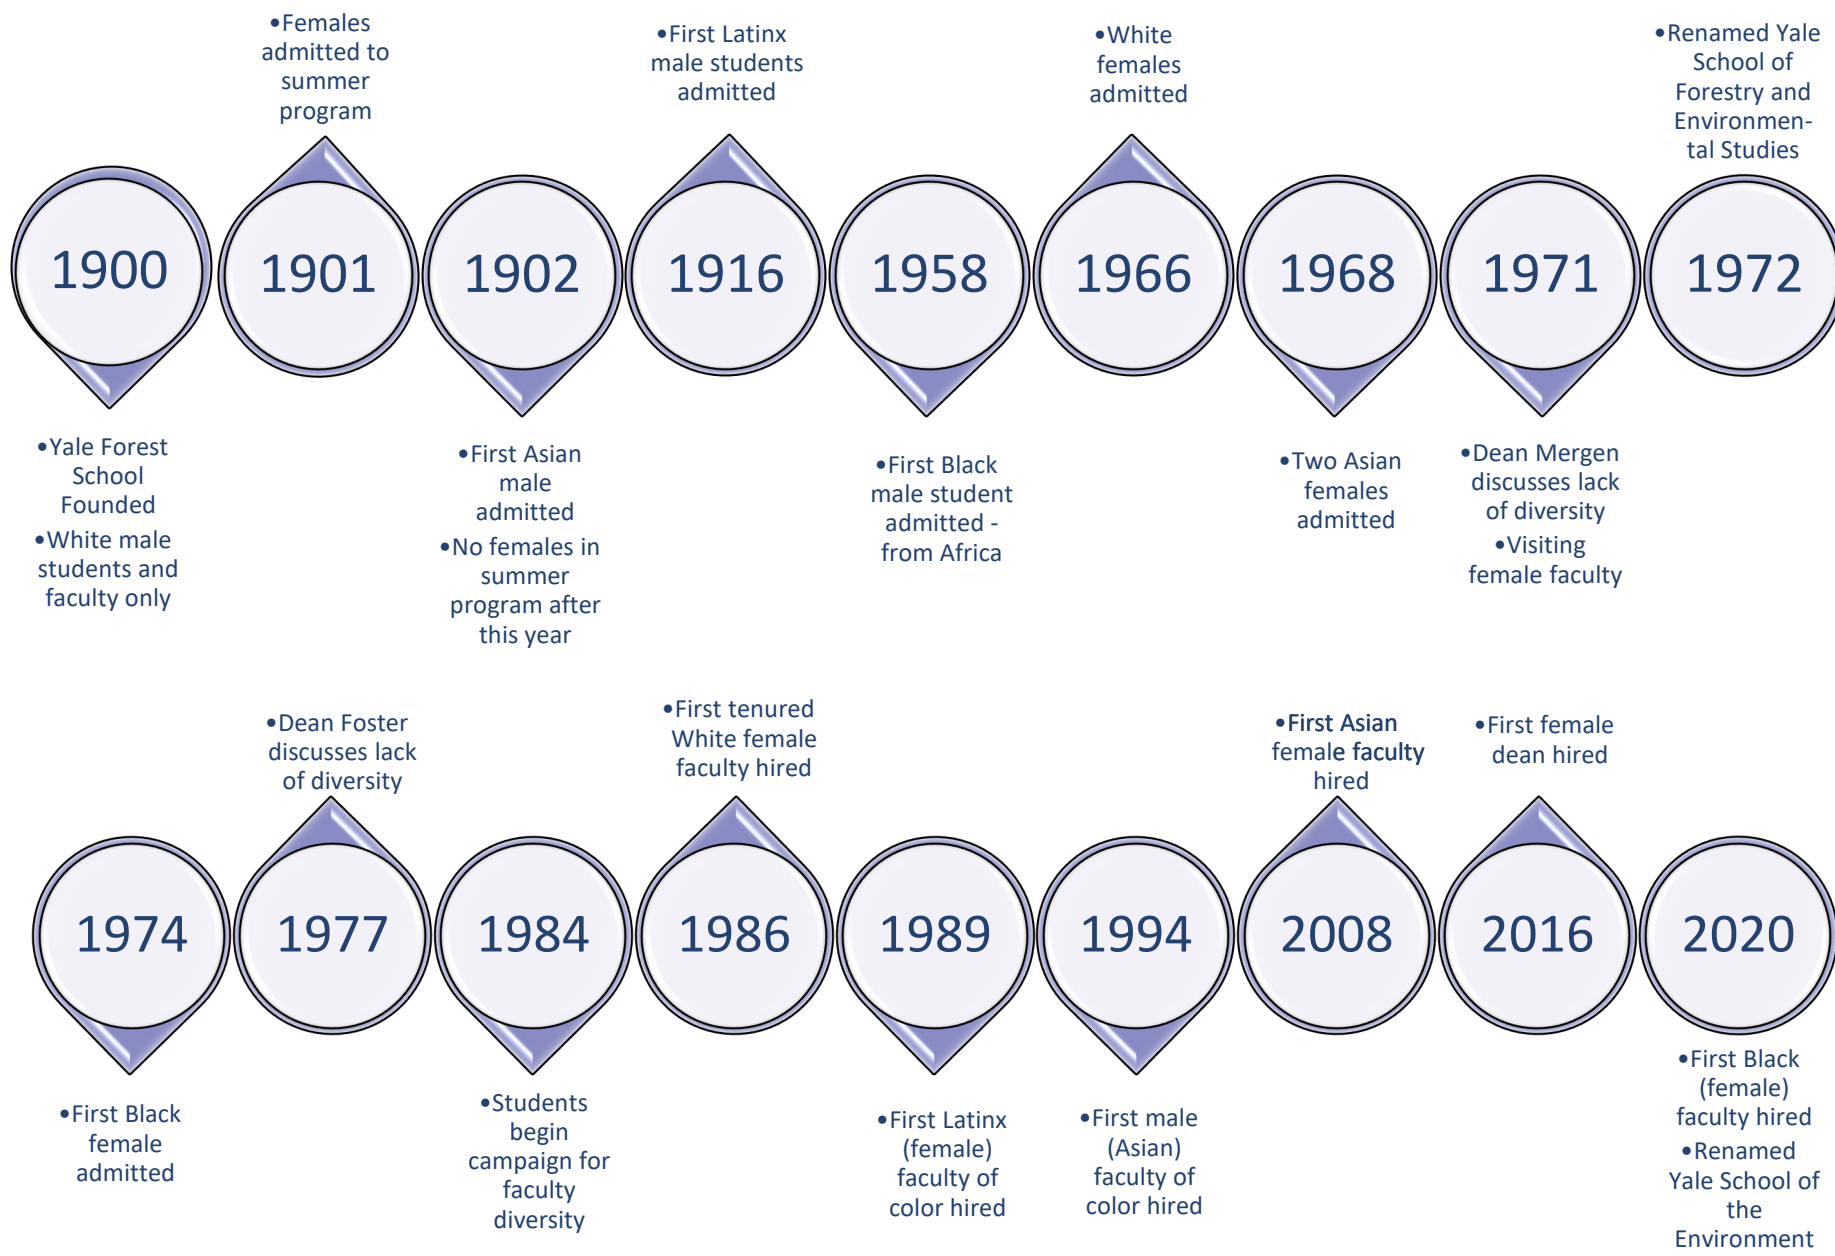 •Females
admitted to
summer
program
•First Latinx
male students
admitted
•White
females
admitted
•Renamed Yale
School of
Forestry and
Environmen-
tal Studies
1900
1901
1902
1916
1958
1966
1968
1971
1972
•Yale Forest
School
Founded
•White male
students and
faculty only
•First Asian
male
admitted
•No females in
summer
program after
this year
•First Black
male student
admitted -
from Africa
•Two Asian
females
admitted
•Dean Mergen
discusses lack
of diversity
•Visiting
female faculty
•Dean Foster
discusses lack
of diversity
•First tenured
White female
faculty hired
•First Asian
female faculty
hired
•First female
dean hired
1974
1977
1984
1986
1989
1994
2008
2016
2020
•First Black
female
admitted
•Students
begin
campaign for
faculty
diversity
•First Latinx
(female)
faculty of
color hired
•First male
(Asian)
faculty of
color hired
•First Black
(female)
faculty hired
•Renamed
Yale School of
the
Environment